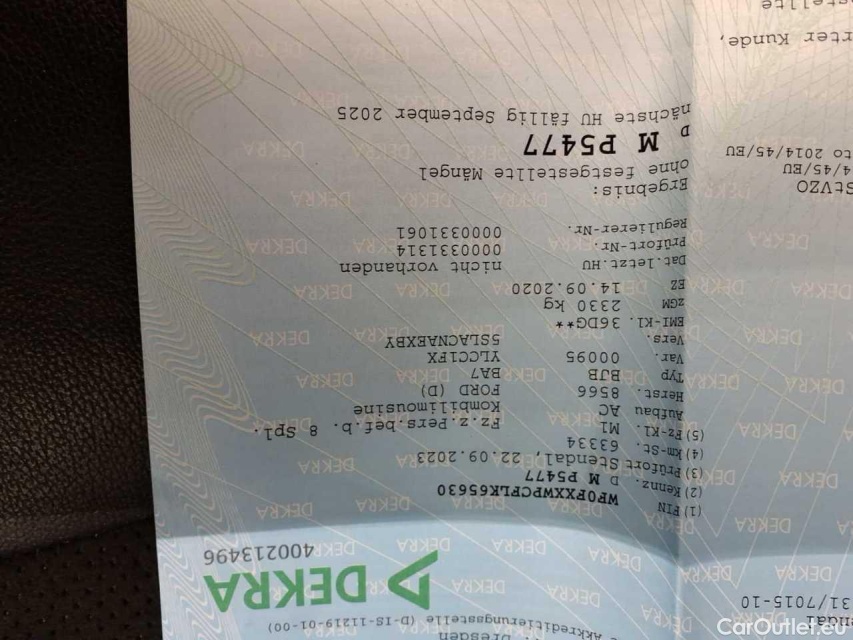 Akkreditierungsstelle (D-IS-11219-01-00)
DEKRA
400213496
31/7015-10
(1) FIN WF0FXXWPCFLK65630
(2) Kennz. D M P5477
(3) Prüfort Stendal, 22.09.2023
(4) km-St. 63334
(5) Fz-Kl. M1 Fz.z.Pers.bef.b. 8 Spl.
Aufbau AC Kombilimousine
Herst. 8566 FORD (D)
Typ BJB BA7
Var. 00095 YLCC1FX
Vers. 5SLACNAEXBY
EMI-Kl. 36DG**
ZGM 2330 kg
EZ 14.09.2020
Dat.letzt.HU nicht vorhanden
Prüfort-Nr. 0000331314
Regulierer-Nr. 0000331061
Ergebnis:
ohne festgestellte Mängel
D M P5477
nächste HU fällig September 2025
StVZO
4/45/EU
to 2014/45/EU
rter Kunde,
estellte
CarOutlet.eu